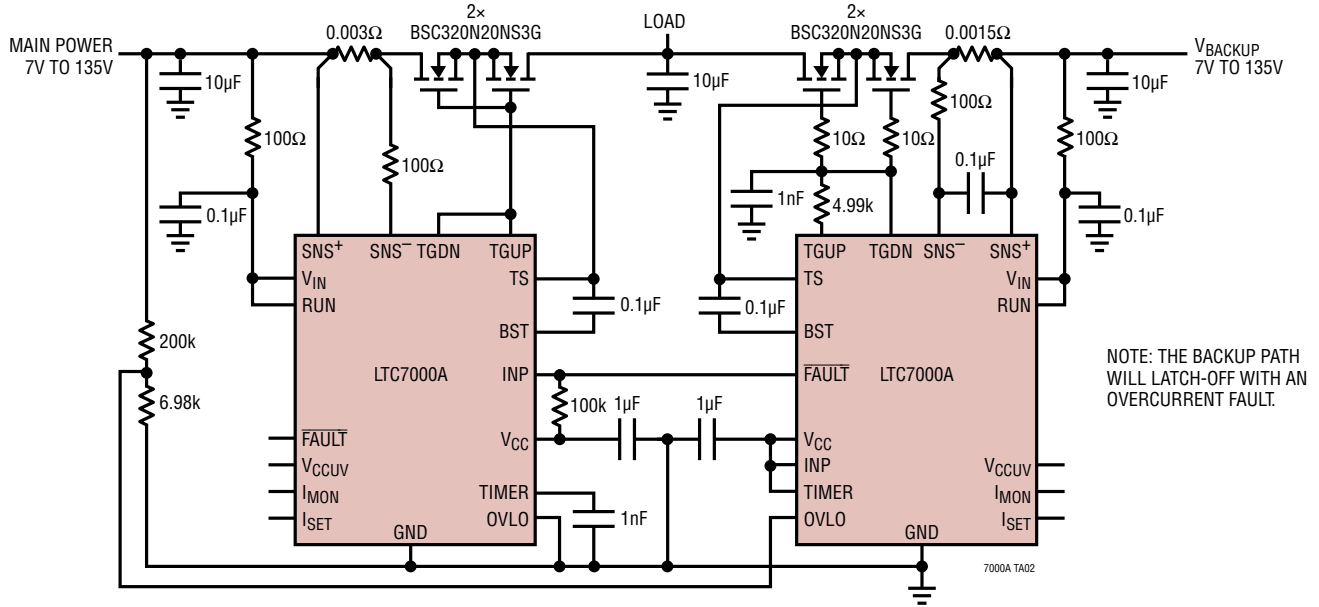 2×
BSC320N20NS3G
LOAD
2×
BSC320N20NS3G
0.003Ω
0.0015Ω
MAIN POWER
7V TO 135V
VBACKUP
7V TO 135V
10µF
10µF
10µF
100Ω
100Ω
10Ω
10Ω
100Ω
100Ω
0.1µF
0.1µF
1nF
4.99k
0.1µF
SNS+
SNS–
TGDN
TGUP
VIN
RUN
TS
BST
INP
VCC
TIMER
OVLO
GND
FAULT
VCCUV
IMON
ISET
LTC7000A
0.1µF
0.1µF
200k
6.98k
100k
1µF
1µF
1nF
TGUP
TGDN
SNS–
SNS+
TS
BST
FAULT
LTC7000A
VCC
INP
TIMER
OVLO
GND
VIN
RUN
VCCUV
IMON
ISET
NOTE: THE BACKUP PATH
WILL LATCH-OFF WITH AN
OVERCURRENT FAULT.
7000A TA02